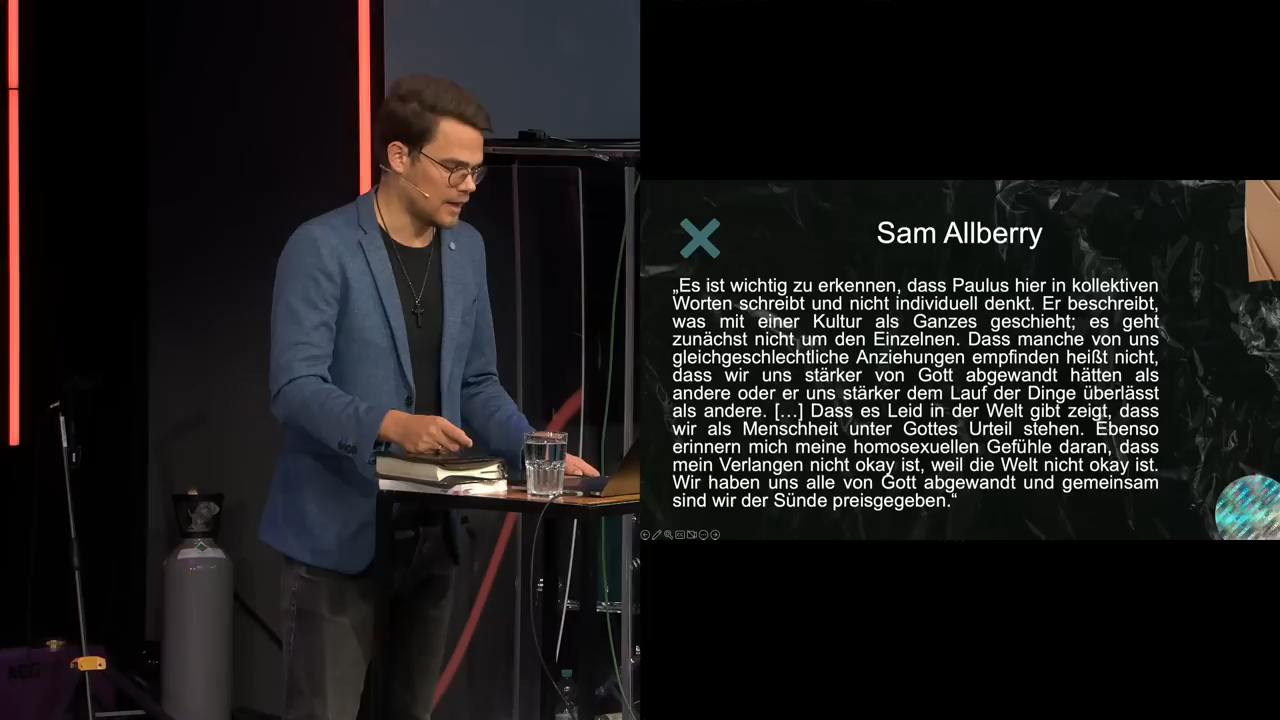 Sam Allberry
„Es ist wichtig zu erkennen, dass Paulus hier in kollektiven
Worten schreibt und nicht individuell denkt. Er beschreibt,
was mit einer Kultur als Ganzes geschieht; es geht
zunächst nicht um den Einzelnen. Dass manche von uns
gleichgeschlechtliche Anziehungen empfinden heißt nicht,
dass wir uns stärker von Gott abgewandt hätten als
andere oder er uns stärker dem Lauf der Dinge überlässt
als andere. […] Dass es Leid in der Welt gibt zeigt, dass
wir als Menschheit unter Gottes Urteil stehen. Ebenso
erinnern mich meine homosexuellen Gefühle daran, dass
mein Verlangen nicht okay ist, weil die Welt nicht okay ist.
Wir haben uns alle von Gott abgewandt und gemeinsam
sind wir der Sünde preisgegeben.“